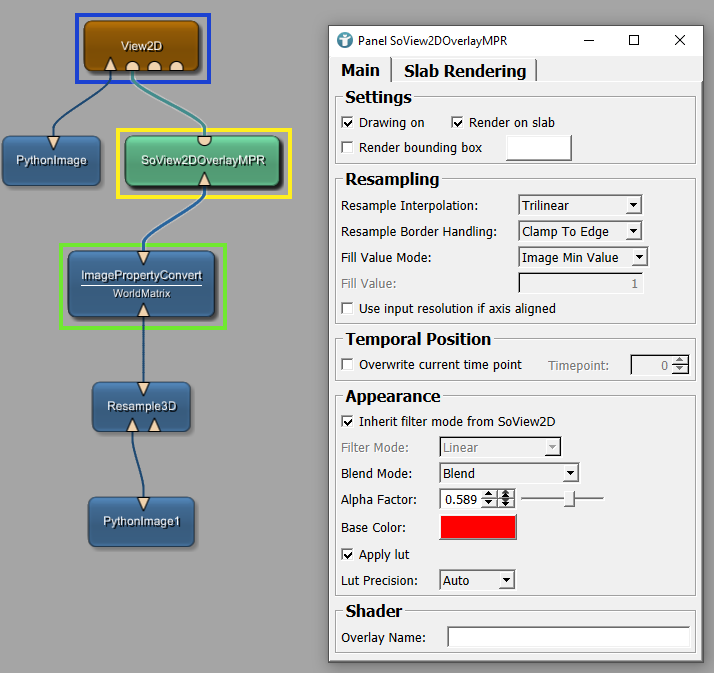 View2D
PythonImage
SoView2DOverlayMPR
ImagePropertyConvert
WorldMatrix
Resample3D
PythonImage1
Panel SoView2DOverlayMPR
Main
Slab Rendering
Settings
Drawing on
Render on slab
Render bounding box
Resampling
Resample Interpolation: Trilinear
Resample Border Handling: Clamp To Edge
Fill Value Mode: Image Min Value
Fill Value: 1
Use input resolution if axis aligned
Temporal Position
Overwrite current time point Timepoint: 0
Appearance
Inherit filter mode from SoView2D
Filter Mode: Linear
Blend Mode: Blend
Alpha Factor: 0.589
Base Color:
Apply lut
Lut Precision: Auto
Shader
Overlay Name: